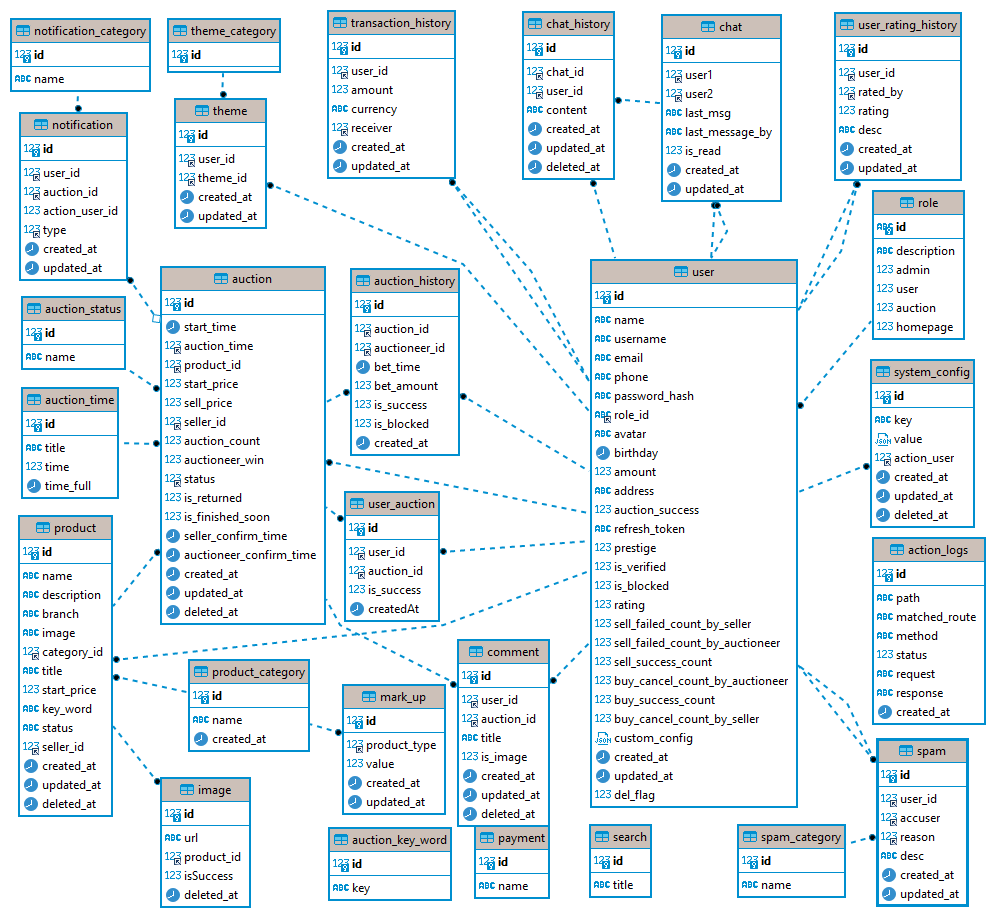 notification_category
123 id
ABC name
theme_category
123 id
transaction_history
123 id
123 user_id
123 amount
ABC currency
123 receiver
created_at
updated_at
chat_history
123 id
123 chat_id
123 user_id
ABC content
created_at
updated_at
deleted_at
chat
123 id
123 user1
123 user2
ABC last_msg
ABC last_message_by
123 is_read
created_at
updated_at
user_rating_history
123 id
123 user_id
123 rated_by
123 rating
ABC desc
created_at
updated_at
notification
123 id
123 user_id
123 auction_id
123 action_user_id
123 type
created_at
updated_at
theme
123 id
123 user_id
123 theme_id
created_at
updated_at
role
ABC id
ABC description
123 admin
123 user
123 auction
123 homepage
auction_status
123 id
ABC name
auction
123 id
start_time
123 auction_time
123 product_id
123 start_price
123 sell_price
123 seller_id
123 auction_count
123 auctioneer_win
123 status
123 is_returned
123 is_finished_soon
seller_confirm_time
auctioneer_confirm_time
created_at
updated_at
deleted_at
auction_history
123 id
123 auction_id
123 auctioneer_id
bet_time
ABC bet_amount
123 is_success
123 is_blocked
created_at
user
123 id
ABC name
ABC username
ABC email
ABC phone
ABC password_hash
ABC role_id
ABC avatar
birthday
123 amount
ABC address
123 auction_success
ABC refresh_token
123 prestige
123 is_verified
123 is_blocked
123 rating
123 sell_failed_count_by_seller
123 sell_failed_count_by_auctioneer
123 sell_success_count
123 buy_cancel_count_by_auctioneer
123 buy_success_count
123 buy_cancel_count_by_seller
JSON custom_config
created_at
updated_at
123 del_flag
system_config
123 id
ABC key
JSON value
123 action_user
created_at
updated_at
deleted_at
auction_time
123 id
ABC title
123 time
time_full
user_auction
123 id
123 user_id
123 auction_id
123 is_success
createdAt
product
123 id
ABC name
ABC description
ABC branch
ABC image
123 category_id
ABC title
123 start_price
ABC key_word
123 status
123 seller_id
created_at
updated_at
deleted_at
action_logs
123 id
ABC path
ABC matched_route
ABC method
123 status
ABC request
ABC response
created_at
product_category
123 id
ABC name
created_at
comment
123 id
123 user_id
123 auction_id
ABC title
123 is_image
created_at
updated_at
deleted_at
mark_up
123 id
123 product_type
123 value
created_at
updated_at
spam
123 id
123 user_id
123 accuser
123 reason
ABC desc
created_at
updated_at
image
123 id
ABC url
123 product_id
123 isSuccess
deleted_at
auction_key_word
123 id
ABC key
payment
123 id
ABC name
search
123 id
ABC title
spam_category
123 id
ABC name